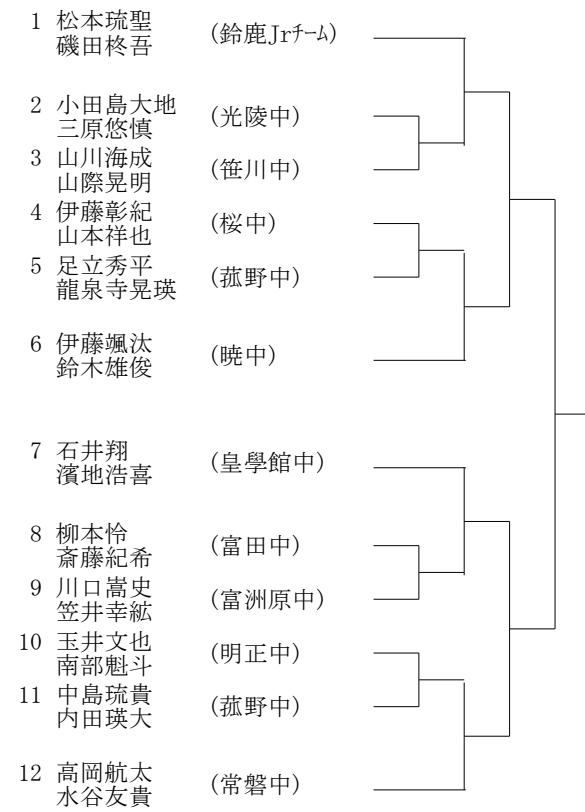 1 松本琉聖 (鈴鹿Jrﾁｰﾑ)
磯田柊吾
2 小田島大地 (光陵中)
三原悠慎
3 山川海成 (笹川中)
山際晃明
4 伊藤彰紀 (桜中)
山本祥也
5 足立秀平 (菰野中)
龍泉寺晃瑛
6 伊藤颯汰 (暁中)
鈴木雄俊
7 石井翔 (皇學館中)
濱地浩喜
8 柳本怜 (富田中)
斎藤紀希
9 川口嵩史 (富洲原中)
笠井幸紘
10 玉井文也 (明正中)
南部魁斗
11 中島琉貴 (菰野中)
内田瑛大
12 高岡航太 (常磐中)
水谷友貴